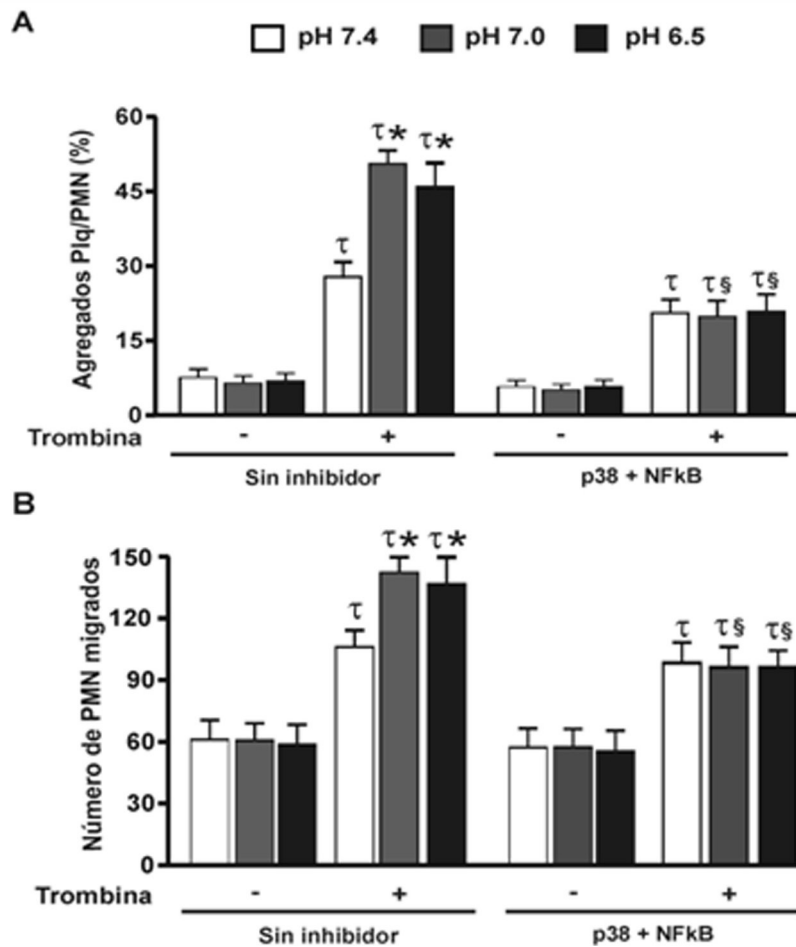 A
pH 7.4 pH 7.0 pH 6.5
Agregados Plq/PMN (%)
60
45
30
15
0
τ
τ*
τ*
τ
τ§
τ§
Trombina - + - +
Sin inhibidor p38 + NFkB
B
Número de PMN migrados
150
120
90
60
30
0
τ
τ*
τ*
τ
τ§
τ§
Trombina - + - +
Sin inhibidor p38 + NFkB